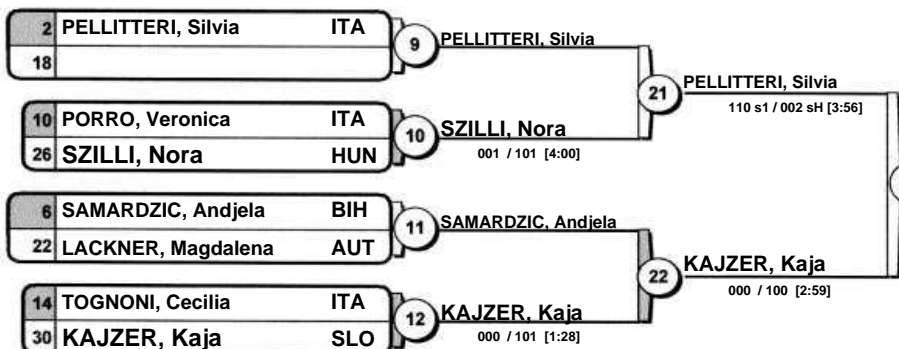 2 PELLITTERI, Silvia ITA
18
9 PELLITTERI, Silvia
21 PELLITTERI, Silvia
110 s1 / 002 sH [3:56]
10 PORRO, Veronica ITA
26 SZILLI, Nora HUN
10 SZILLI, Nora
001 / 101 [4:00]
6 SAMARDZIC, Andjela BIH
22 LACKNER, Magdalena AUT
11 SAMARDZIC, Andjela
22 KAJZER, Kaja
000 / 100 [2:59]
14 TOGNONI, Cecilia ITA
30 KAJZER, Kaja SLO
12 KAJZER, Kaja
000 / 101 [1:28]